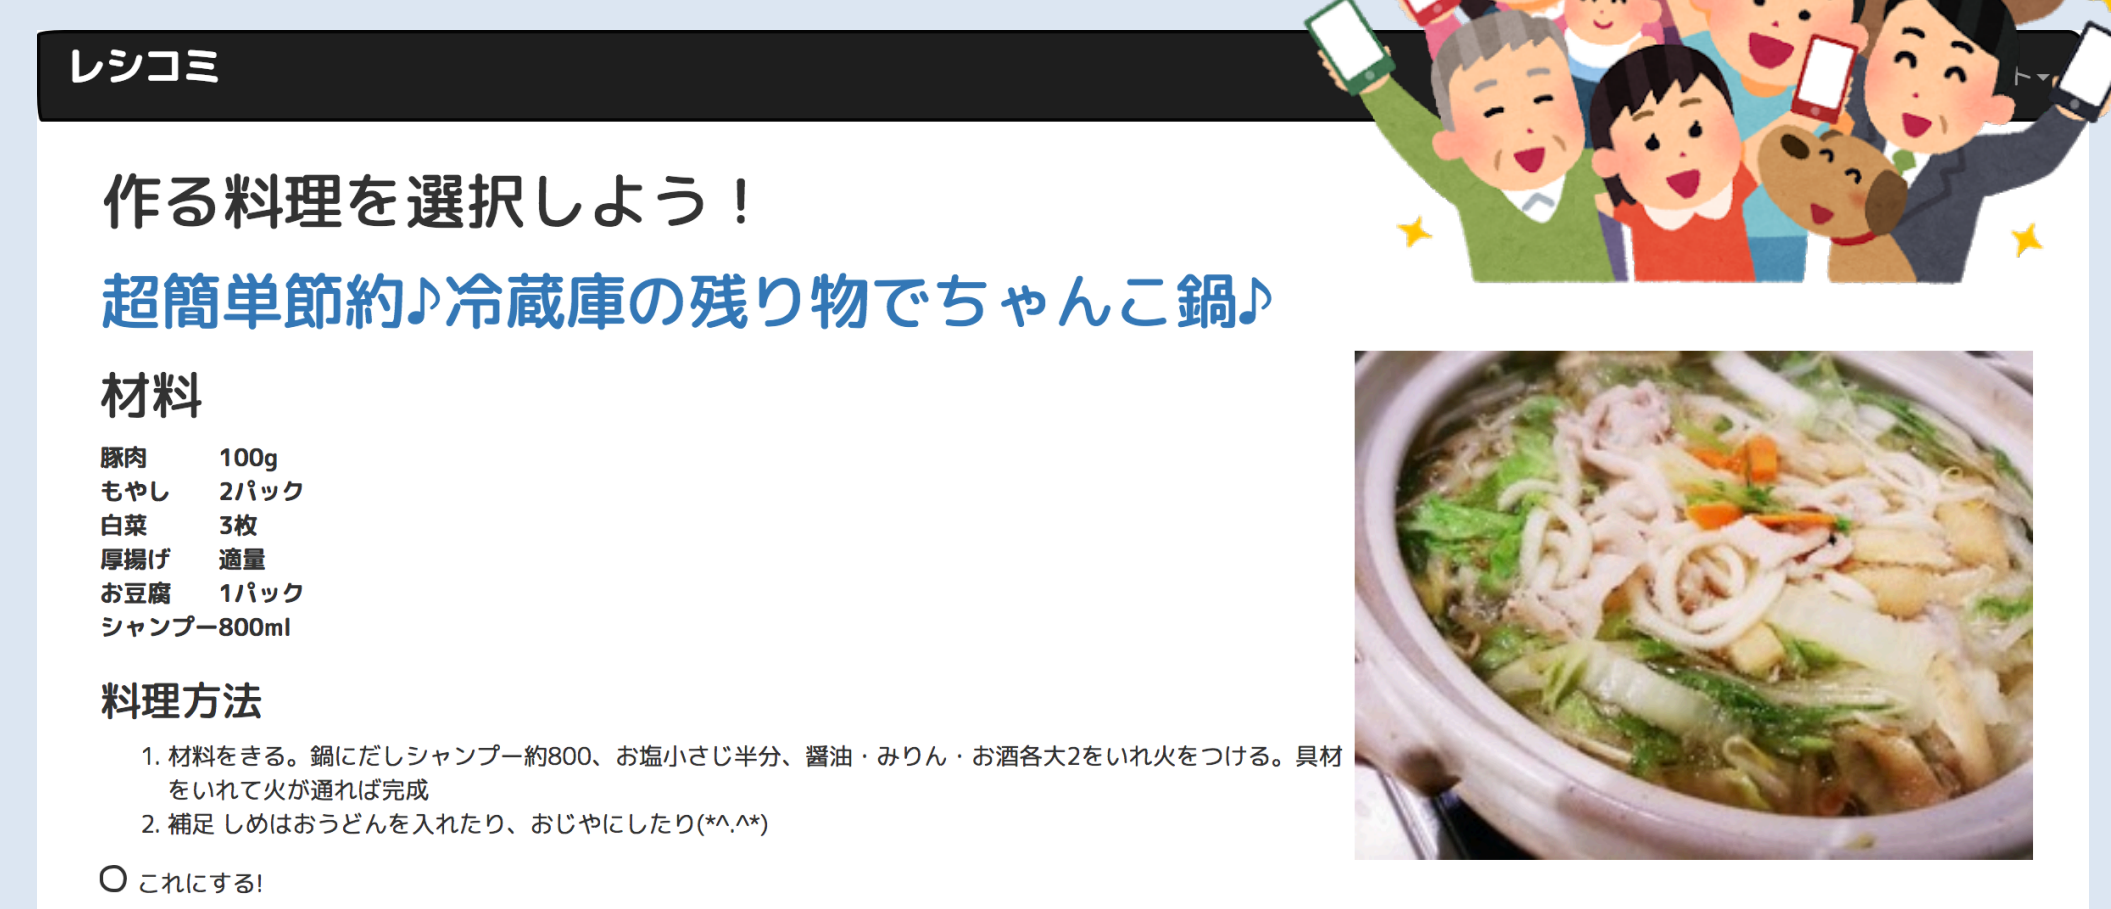 レシコミ
ト
作る料理を選択しよう！
超簡単節約♪冷蔵庫の残り物でちゃんこ鍋♪
材料
豚肉 100g
もやし 2パック
白菜 3枚
厚揚げ 適量
お豆腐 1パック
シャンプー800ml
料理方法
1. 材料をきる。鍋にだしシャンプー約800、お塩小さじ半分、醤油・みりん・お酒各大2をいれ火をつける。具材
をいれて火が通れば完成
2. 補足 しめはおうどんを入れたり、おじやにしたり(*^.^*)
これにする!